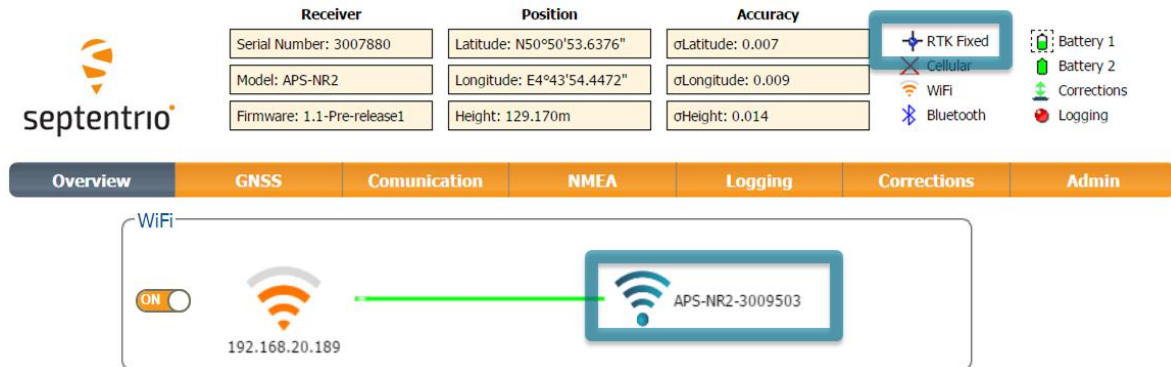 septentrio
Receiver
Serial Number: 3007880
Model: APS-NR2
Firmware: 1.1-Pre-release1
Position
Latitude: N50°50'53.6376"
Longitude: E4°43'54.4472"
Height: 129.170m
Accuracy
σLatitude: 0.007
σLongitude: 0.009
σHeight: 0.014
RTK Fixed
Cellular
WiFi
Bluetooth
Battery 1
Battery 2
Corrections
Logging
Overview GNSS Comunication NMEA Logging Corrections Admin
WiFi
ON
192.168.20.189
APS-NR2-3009503